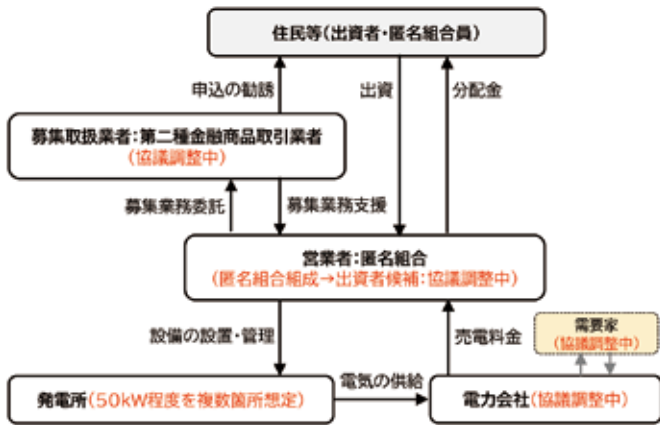 住民等(出資者・匿名組合員)
申込の勧誘
出資
分配金
募集取扱業者:第二種金融商品取引業者
(協議調整中)
募集業務委託
募集業務支援
営業者:匿名組合
(匿名組合組成→出資者候補:協議調整中)
設備の設置・管理
売電料金
需要家
(協議調整中)
発電所(50kW程度を複数箇所想定)
電気の供給
電力会社(協議調整中)